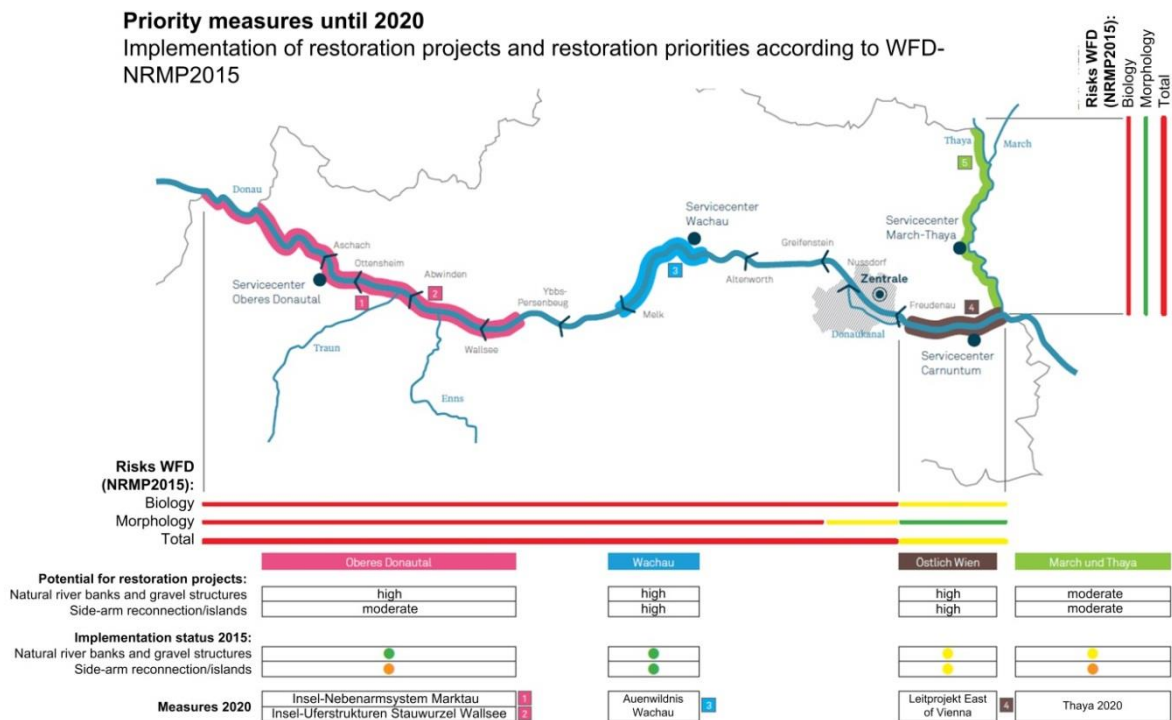 Priority measures until 2020
Implementation of restoration projects and restoration priorities according to WFD-
NRMP2015
Risks WFD
(NRMP2015):
Biology
Morphology
Total
Thaya
March
5
Donau
Servicecenter
Wachau
Servicecenter
March-Thaya
Aschach
Ottensheim
Abwinden
Servicecenter
Oberes Donautal
1
2
3
Greifenstein
Nussdorf
Altenwörth
Zentrale
Ybbs-
Persenbeug
Melk
Freudenau
4
Donaukanal
Wallsee
Traun
Enns
Servicecenter
Carnuntum
Risks WFD
(NRMP2015):
Biology
Morphology
Total
Oberes Donautal Wachau Östlich Wien March und Thaya
Potential for restoration projects:
Natural river banks and gravel structures high high high moderate
Side-arm reconnection/islands moderate high high moderate
Implementation status 2015:
Natural river banks and gravel structures
Side-arm reconnection/islands
Measures 2020
Insel-Nebenarmsystem Marktau 1
Insel-Uferstrukturen Stauwurzel Wallsee 2
Auenwildnis
Wachau
3
Leitprojekt East
of Vienna
4
Thaya 2020